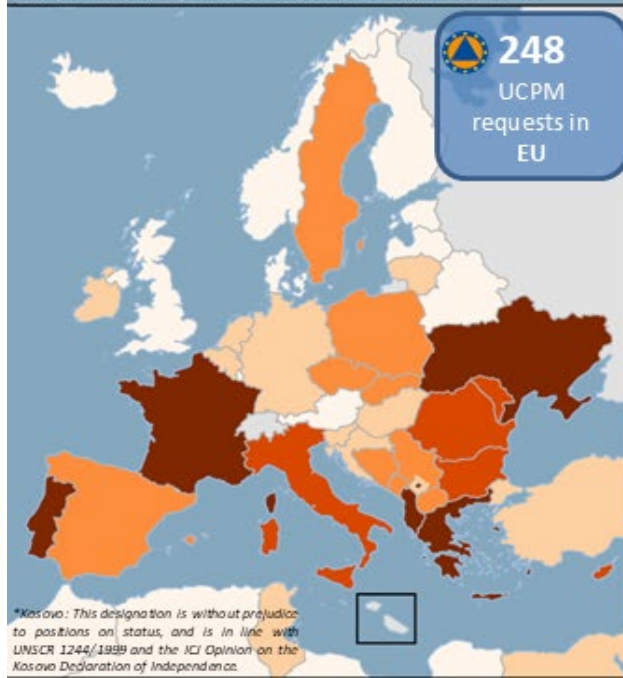 248
UCPM
requests in
EU
*Kosovo: This designation is without prejudice
to positions on status, and is in line with
UNSCR 1244/1999 and the ICJ Opinion on the
Kosovo Declaration of Independence.